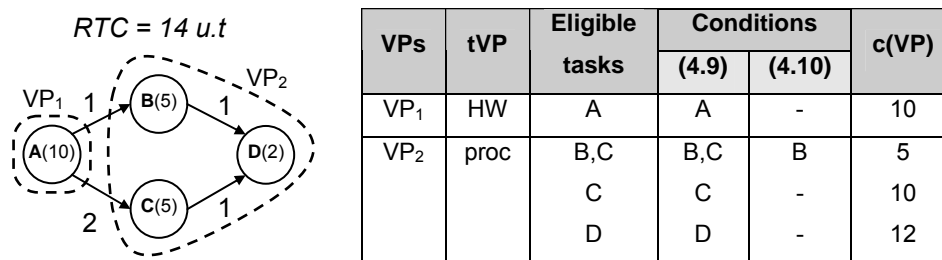 RTC = 14 u.t
VP₁
1
B(5)
1
VP₂
A(10)
D(2)
2
C(5)
1
VPs tVP Eligible tasks Conditions c(VP)
(4.9) (4.10)
VP₁ HW A A - 10
VP₂ proc B,C B,C B 5
C C - 10
D D - 12